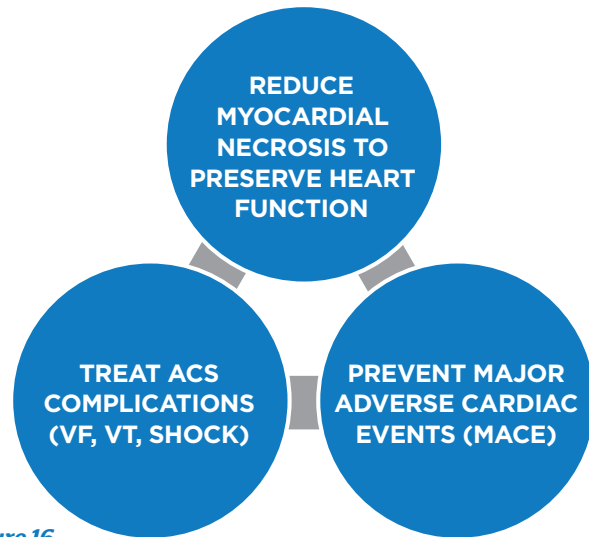 REDUCE
MYOCARDIAL
NECROSIS TO
PRESERVE HEART
FUNCTION
TREAT ACS
COMPLICATIONS
(VF, VT, SHOCK)
PREVENT MAJOR
ADVERSE CARDIAC
EVENTS (MACE)